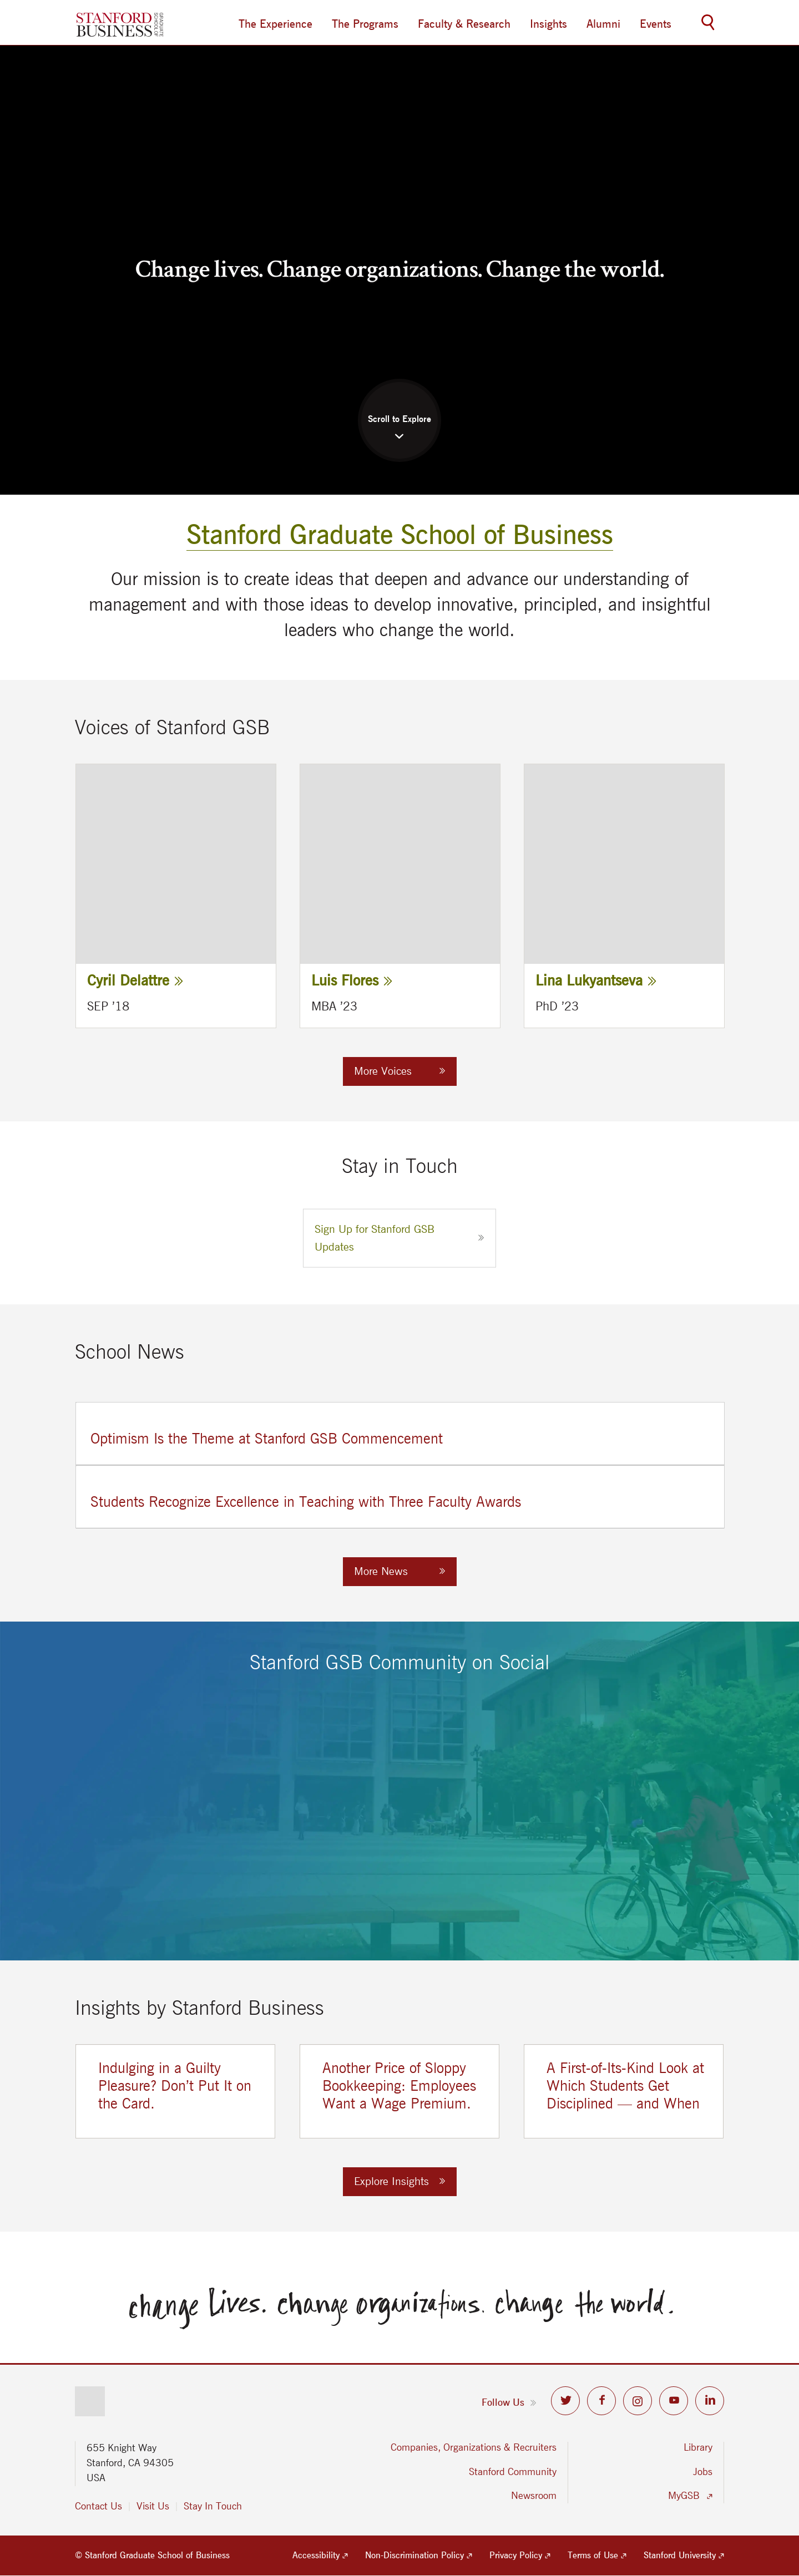 STANFORD
BUSINESS
GRADUATE
SCHOOL OF
The Experience
The Programs
Faculty & Research
Insights
Alumni
Events
Change lives. Change organizations. Change the world.
Scroll to Explore
Stanford Graduate School of Business
Our mission is to create ideas that deepen and advance our understanding of
management and with those ideas to develop innovative, principled, and insightful
leaders who change the world.
Voices of Stanford GSB
Cyril Delattre »
SEP ’18
Luis Flores »
MBA ’23
Lina Lukyantseva »
PhD ’23
More Voices »
Stay in Touch
Sign Up for Stanford GSB
Updates »
School News
Optimism Is the Theme at Stanford GSB Commencement
Students Recognize Excellence in Teaching with Three Faculty Awards
More News »
Stanford GSB Community on Social
Insights by Stanford Business
Indulging in a Guilty
Pleasure? Don’t Put It on
the Card.
Another Price of Sloppy
Bookkeeping: Employees
Want a Wage Premium.
A First-of-Its-Kind Look at
Which Students Get
Disciplined — and When
Explore Insights »
change lives. change organizations. change the world.
Follow Us »
655 Knight Way
Stanford, CA 94305
USA
Contact Us
Visit Us
Stay In Touch
Companies, Organizations & Recruiters
Stanford Community
Newsroom
Library
Jobs
MyGSB
© Stanford Graduate School of Business
Accessibility
Non-Discrimination Policy
Privacy Policy
Terms of Use
Stanford University